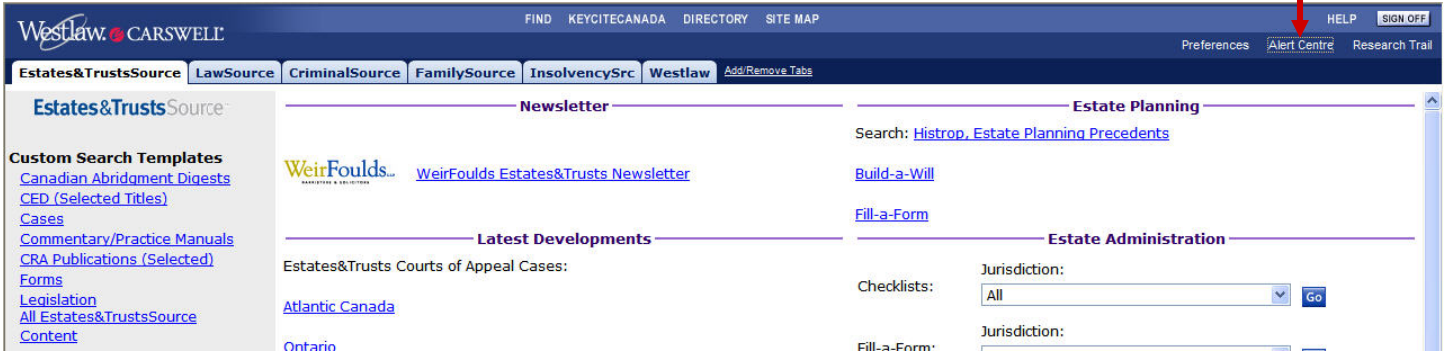 Westlaw. CARSWELL
FIND KEYCITECANADA DIRECTORY SITE MAP
HELP SIGN OFF
Preferences Alert Centre Research Trail
Estates&TrustsSource LawSource CriminalSource FamilySource InsolvencySrc Westlaw Add/Remove Tabs
Estates&TrustsSource
Custom Search Templates
Canadian Abridgment Digests
CED (Selected Titles)
Cases
Commentary/Practice Manuals
CRA Publications (Selected)
Forms
Legislation
All Estates&TrustsSource
Content
Newsletter
WeirFoulds LLP
BARRISTERS & SOLICITORS
WeirFoulds Estates&Trusts Newsletter
Latest Developments
Estates&Trusts Courts of Appeal Cases:
Atlantic Canada
Ontario
Estate Planning
Search: Histrop, Estate Planning Precedents
Build-a-Will
Fill-a-Form
Estate Administration
Jurisdiction:
Checklists: All Go
Jurisdiction:
Fill-a-Form: